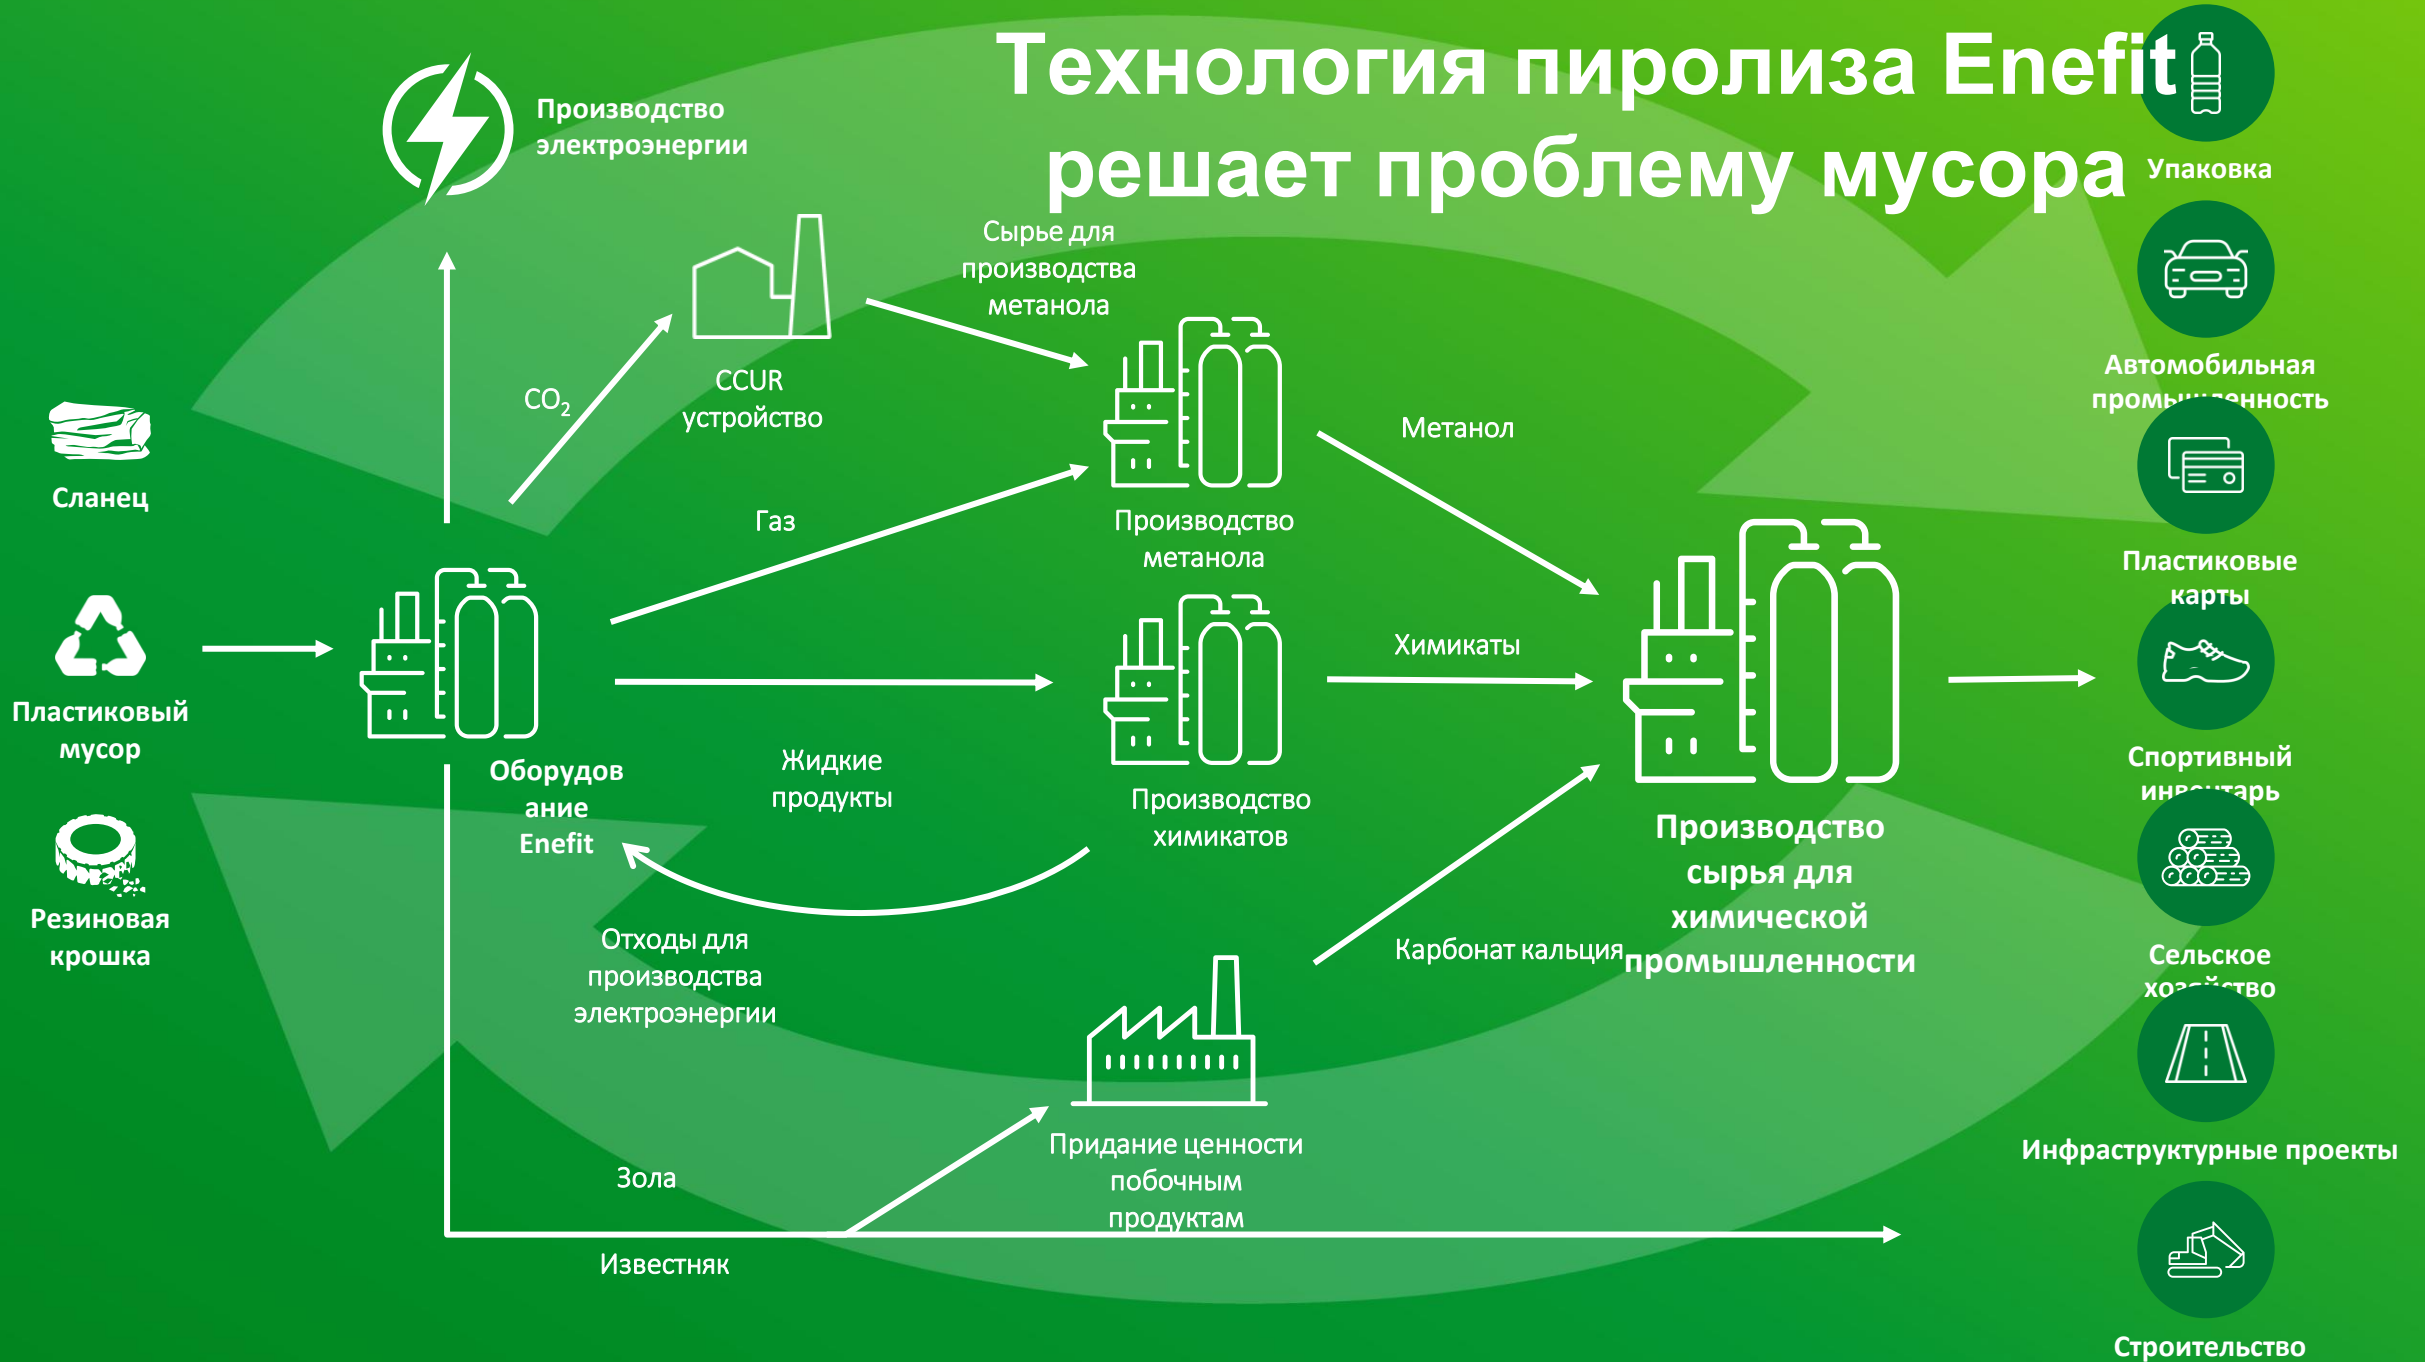 Технология пиролиза Enefit
решает проблему мусора
Производство
электроэнергии
Сырье для
производства
метанола
CO₂
CCUR
устройство
Метанол
Газ
Производство
метанола
Сланец
Пластиковый
мусор
Резиновая
крошка
Оборудов
ание
Enefit
Жидкие
продукты
Химикаты
Производство
химикатов
Отходы для
производства
электроэнергии
Карбонат кальция
Производство
сырья для
химической
промышленности
Придание ценности
побочным
продуктам
Зола
Известняк
Упаковка
Автомобильная
промышленность
Пластиковые
карты
Спортивный
инвентарь
Сельское
хозяйство
Инфраструктурные проекты
Строительство